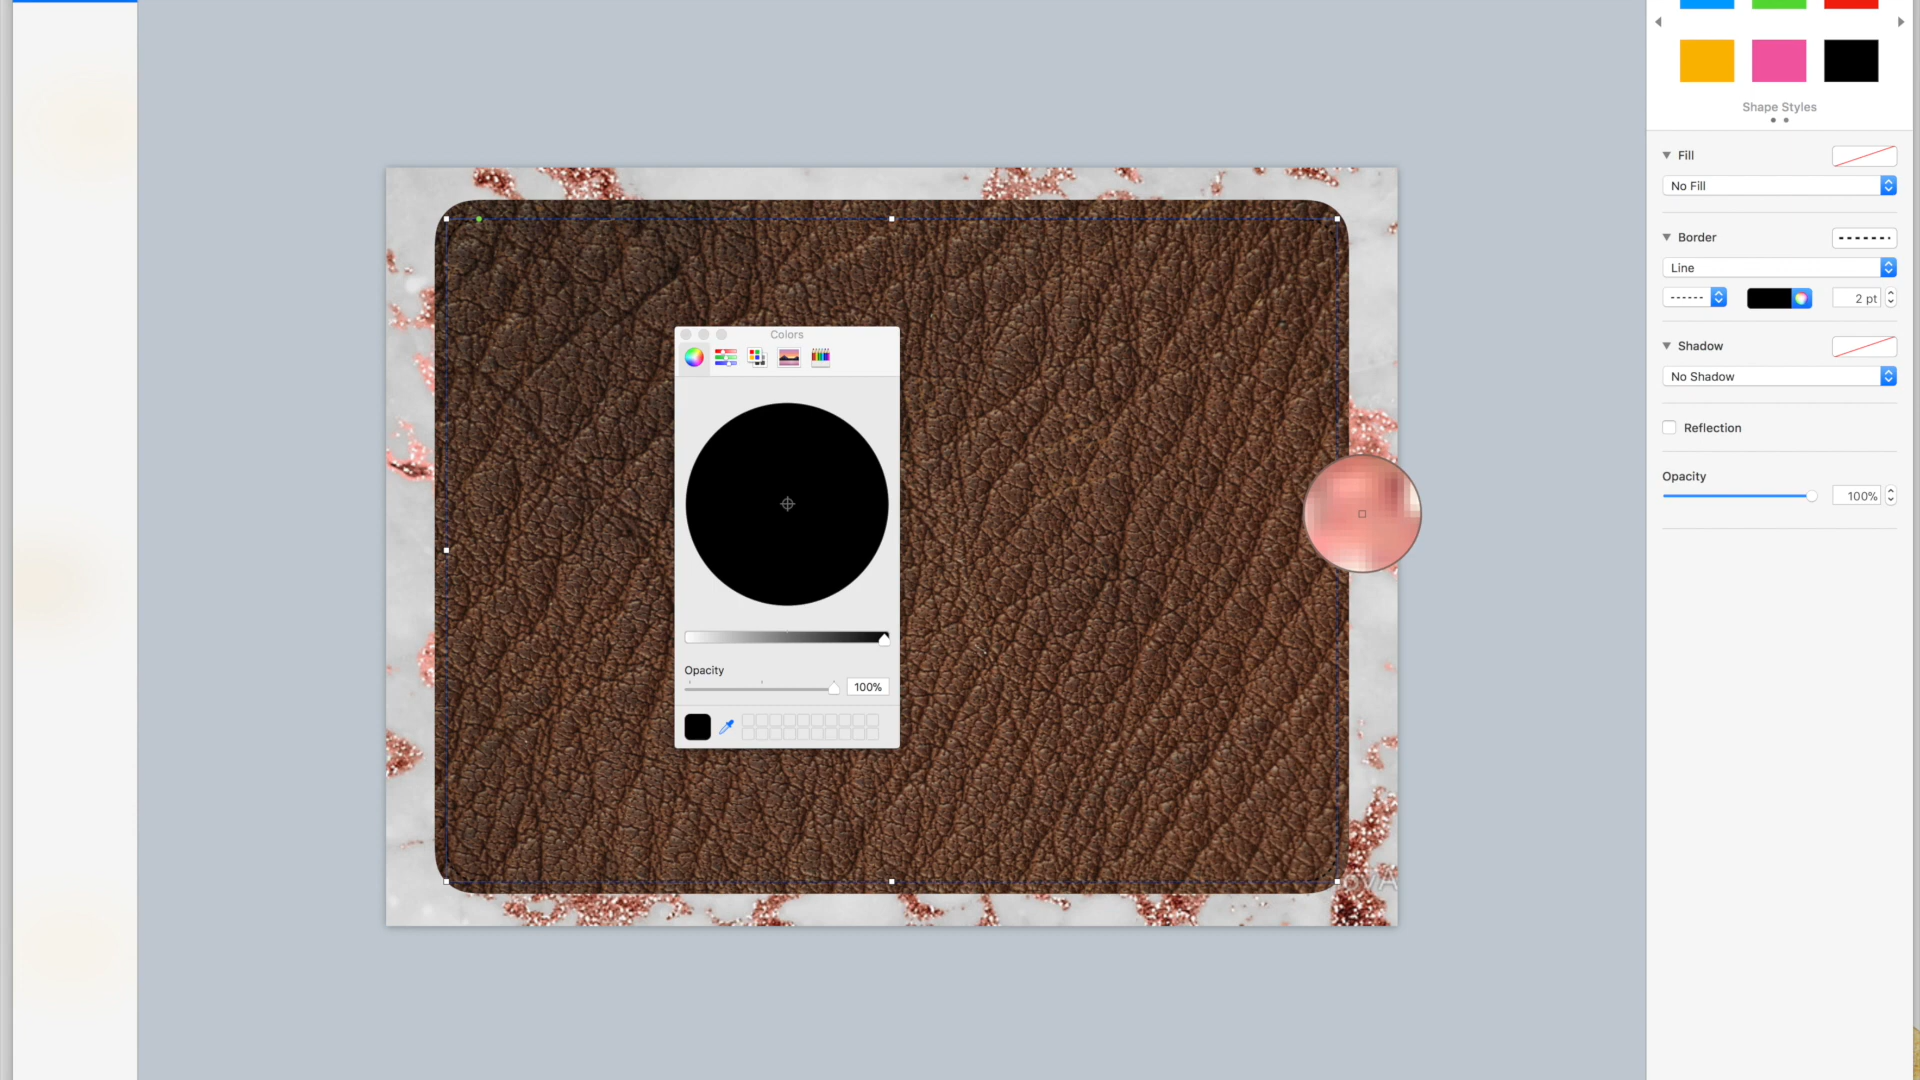 Shape Styles
Fill
No Fill
Border
Line
2 pt
Shadow
No Shadow
Reflection
Opacity
100%
Colors
Opacity
100%